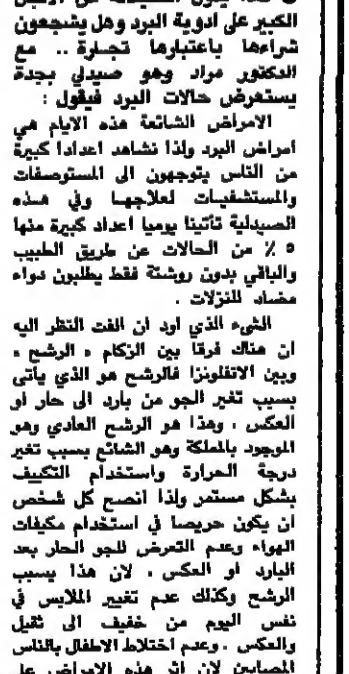 الكبير على ادوية البرد وهل يشجعون
شراءها باعتبارها تجارة .. مع
الدكتور مراد وهو صيدلي بجدة
يستعرض حالات البرد فيقول :
الامراض الشائعة هذه الايام هي
امراض البرد ولذا نشاهد اعدادا كبيرة
من الناس يتوجهون الى المستوصفات
والمستشفيات لعلاجها وفي هذه
الصيدلية تأتينا يوميا اعداد كبيرة منها
٥ ٪ من الحالات عن طريق الطبيب
والباقي بدون روشتة فقط يطلبون دواء
مضاد للنزلات .
الشيء الذي اود ان الفت النظر اليه
ان هناك فرقا بين الزكام « الرشح »
وبين الانفلونزا فالرشح هو الذي يأتي
بسبب تغير الجو من بارد الى حار او
العكس ، وهذا هو الرشح العادي وهو
الموجود بالمملكة وهو الشائع بسبب تغير
درجة الحرارة واستخدام التكييف
بشكل مستمر ولذا انصح كل شخص
ان يكون حريصا في استخدام مكيفات
الهواء وعدم التعرض للجو الحار بعد
البارد او العكس . لان هذا يسبب
الرشح وكذلك عدم تغيير الملابس في
نفس اليوم من خفيف الى ثقيل
والعكس . وعدم اختلاط الاطفال بالناس
المصابين لان اثر هذه الامراض على